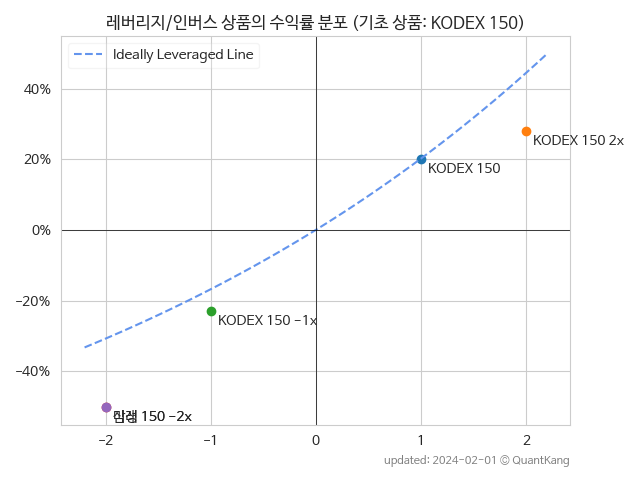 레버리지/인버스 상품의 수익률 분포 (기초 상품: KODEX 150)
Ideally Leveraged Line
40%
20%
0%
−20%
−40%
KODEX 150 2x
KODEX 150
KODEX 150 −1x
150 −2x
−2 −1 0 1 2
updated: 2024-02-01 © QuantKang